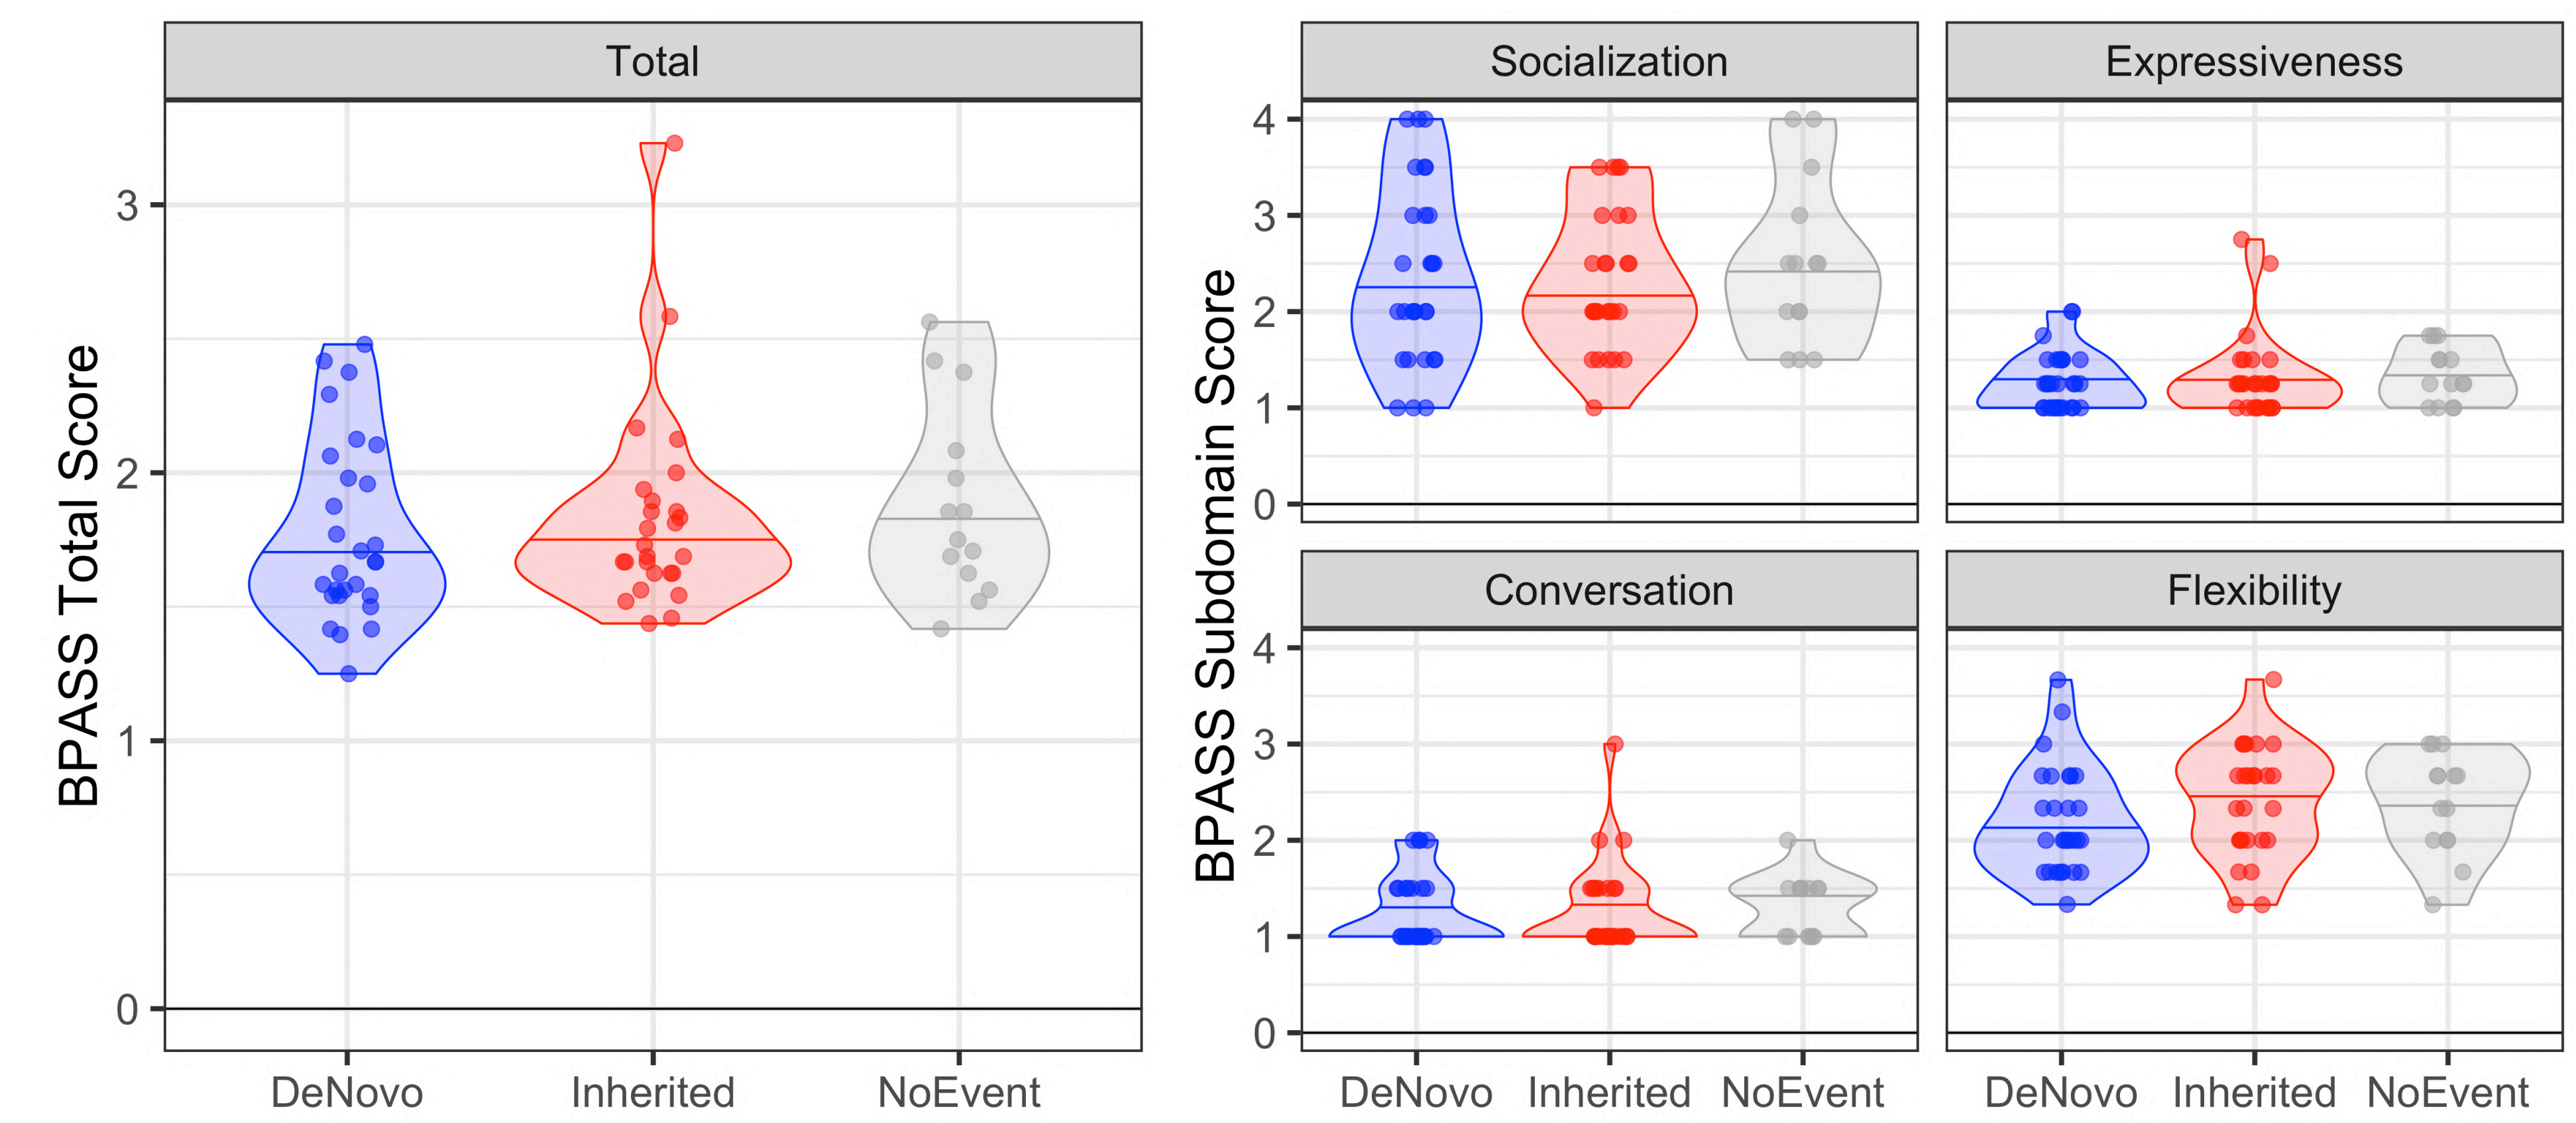 Total
BPASS Total Score
3
2
1
0
DeNovo Inherited NoEvent
Socialization Expressiveness
BPASS Subdomain Score
4
3
2
1
0
Conversation Flexibility
4
3
2
1
0
DeNovo Inherited NoEvent DeNovo Inherited NoEvent